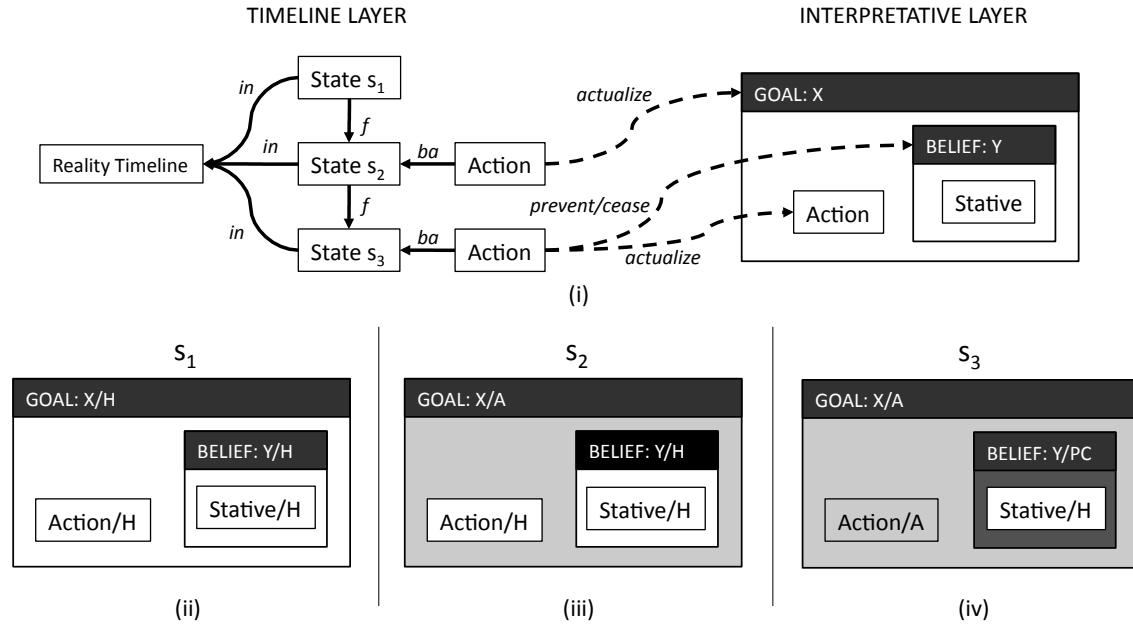 TIMELINE LAYER
INTERPRETATIVE LAYER
in
State s1
actualize
GOAL: X
f
in
ba
BELIEF: Y
Reality Timeline
State s2
Action
Stative
f
prevent/cease
Action
in
ba
State s3
Action
actualize
(i)
s1
s2
s3
GOAL: X/H
GOAL: X/A
GOAL: X/A
BELIEF: Y/H
BELIEF: Y/H
BELIEF: Y/PC
Action/H
Stative/H
Action/H
Stative/H
Action/A
Stative/H
(ii)
(iii)
(iv)